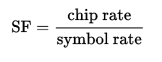 SF = chip rate / symbol rate